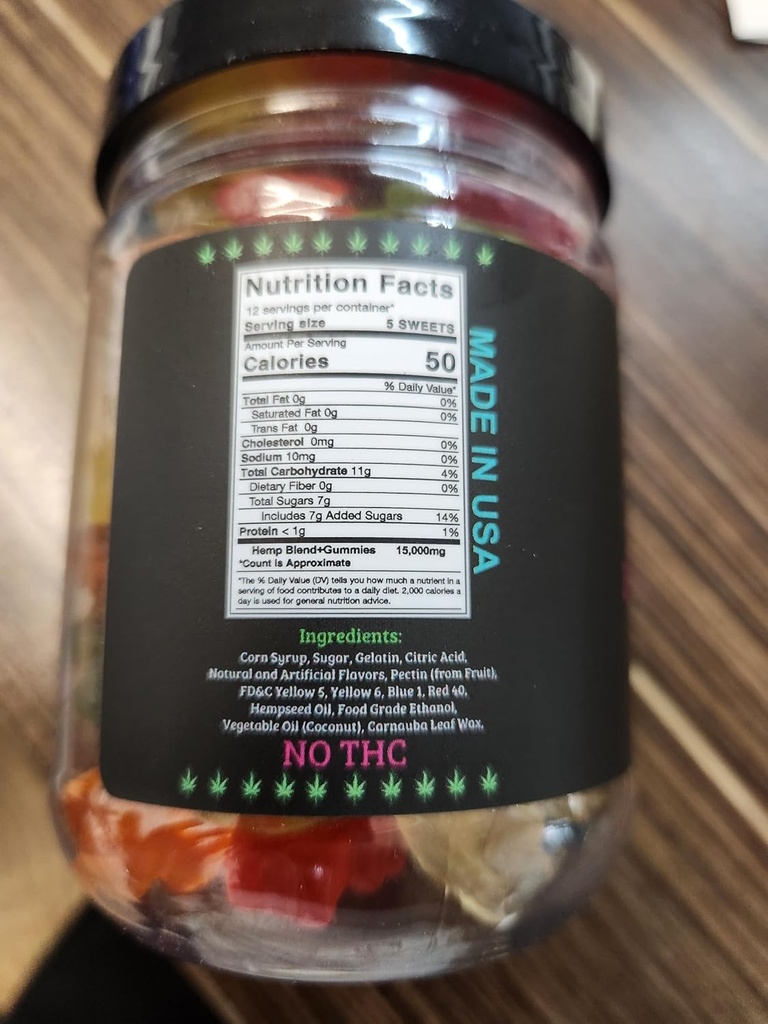 Nutrition Facts
12 servings per container*
Serving size 5 SWEETS
Amount Per Serving
Calories 50
% Daily Value*
Total Fat 0g 0%
Saturated Fat 0g 0%
Trans Fat 0g
Cholesterol 0mg 0%
Sodium 10mg 0%
Total Carbohydrate 11g 4%
Dietary Fiber 0g 0%
Total Sugars 7g
Includes 7g Added Sugars 14%
Protein < 1g 1%
Hemp Blend+Gummies 15,000mg
*Count is Approximate
*The % Daily Value (DV) tells you how much a nutrient in a
serving of food contributes to a daily diet. 2,000 calories a
day is used for general nutrition advice.
MADE IN USA
Ingredients:
Corn Syrup, Sugar, Gelatin, Citric Acid,
Natural and Artificial Flavors, Pectin (from Fruit),
FD&C Yellow 5, Yellow 6, Blue 1, Red 40,
Hempseed Oil, Food Grade Ethanol,
Vegetable Oil (Coconut), Carnauba Leaf Wax,
NO THC